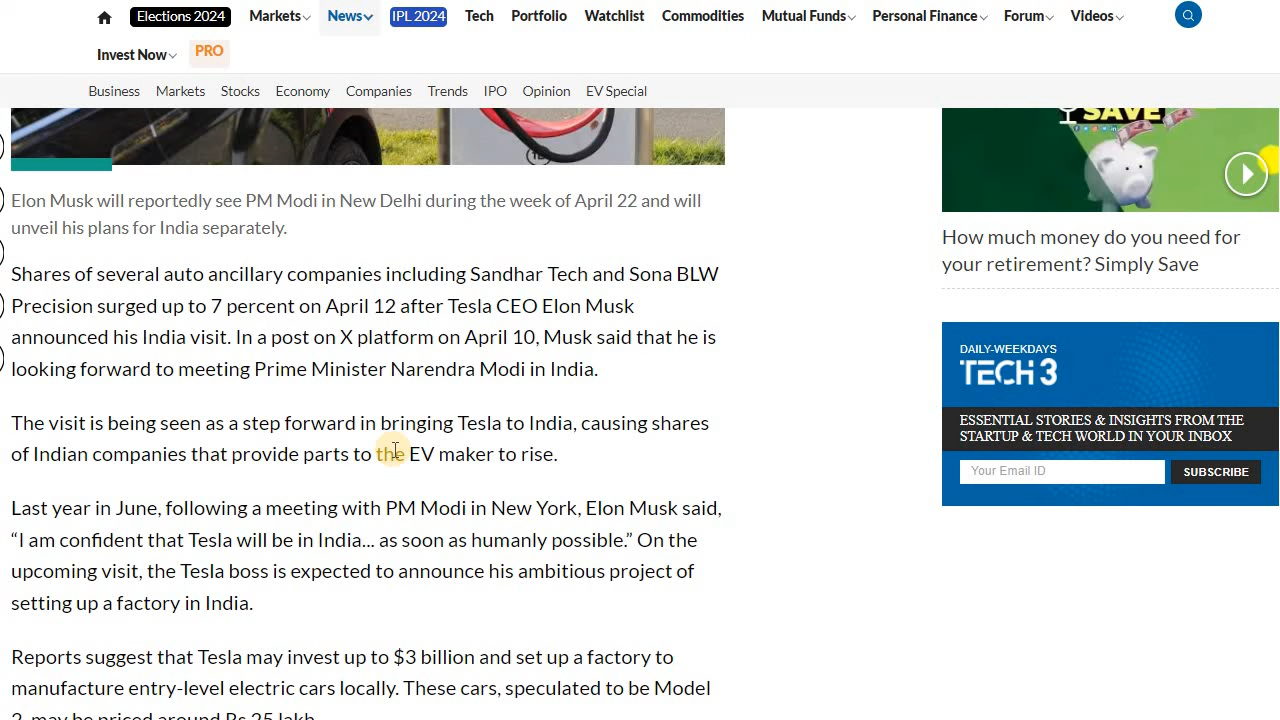 Elections 2024 Markets News IPL 2024 Tech Portfolio Watchlist Commodities Mutual Funds Personal Finance Forum Videos
Invest Now PRO
Business Markets Stocks Economy Companies Trends IPO Opinion EV Special
Elon Musk will reportedly see PM Modi in New Delhi during the week of April 22 and will
unveil his plans for India separately.
Shares of several auto ancillary companies including Sandhar Tech and Sona BLW
Precision surged up to 7 percent on April 12 after Tesla CEO Elon Musk
announced his India visit. In a post on X platform on April 10, Musk said that he is
looking forward to meeting Prime Minister Narendra Modi in India.
The visit is being seen as a step forward in bringing Tesla to India, causing shares
of Indian companies that provide parts to the EV maker to rise.
Last year in June, following a meeting with PM Modi in New York, Elon Musk said,
“I am confident that Tesla will be in India... as soon as humanly possible.” On the
upcoming visit, the Tesla boss is expected to announce his ambitious project of
setting up a factory in India.
Reports suggest that Tesla may invest up to $3 billion and set up a factory to
manufacture entry-level electric cars locally. These cars, speculated to be Model
2, may be priced around Rs 25 lakh.
SAVE
How much money do you need for
your retirement? Simply Save
DAILY-WEEKDAYS
TECH 3
ESSENTIAL STORIES & INSIGHTS FROM THE
STARTUP & TECH WORLD IN YOUR INBOX
Your Email ID SUBSCRIBE